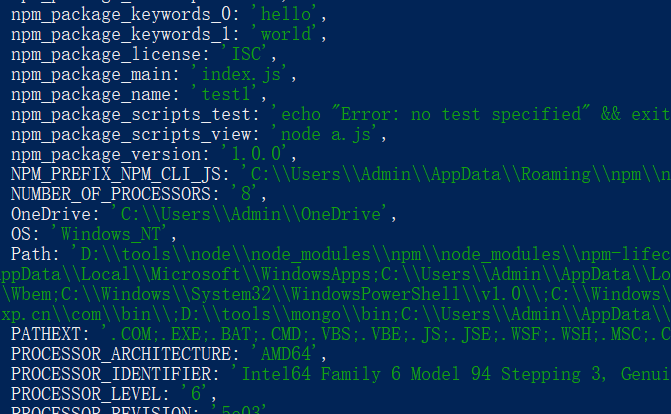 npm_package_keywords_0: 'hello',
npm_package_keywords_1: 'world',
npm_package_license: 'ISC',
npm_package_main: 'index.js',
npm_package_name: 'test1',
npm_package_scripts_test: 'echo "Error: no test specified" && exit
npm_package_scripts_view: 'node a.js',
npm_package_version: '1.0.0',
NPM_PREFIX_NPM_CLI_JS: 'C:\\Users\\Admin\\AppData\\Roaming\\npm\\n
NUMBER_OF_PROCESSORS: '8',
OneDrive: 'C:\\Users\\Admin\\OneDrive',
OS: 'Windows_NT',
Path: 'D:\\tools\\node\\node_modules\\npm\\node_modules\\npm-lifec
AppData\\Local\\Microsoft\\WindowsApps;C:\\Users\\Admin\\AppData\\Lo
\\Wbem;C:\\Windows\\System32\\WindowsPowerShell\\v1.0\\;C:\\Windows\
xp.cn\\com\\bin\\;D:\\tools\\mongo\\bin;C:\\Users\\Admin\\AppData\\
PATHEXT: '.COM;.EXE;.BAT;.CMD;.VBS;.VBE;.JS;.JSE;.WSF;.WSH;.MSC;.C
PROCESSOR_ARCHITECTURE: 'AMD64',
PROCESSOR_IDENTIFIER: 'Intel64 Family 6 Model 94 Stepping 3, Genui
PROCESSOR_LEVEL: '6',
PROCESSOR_REVISION: '5e03',